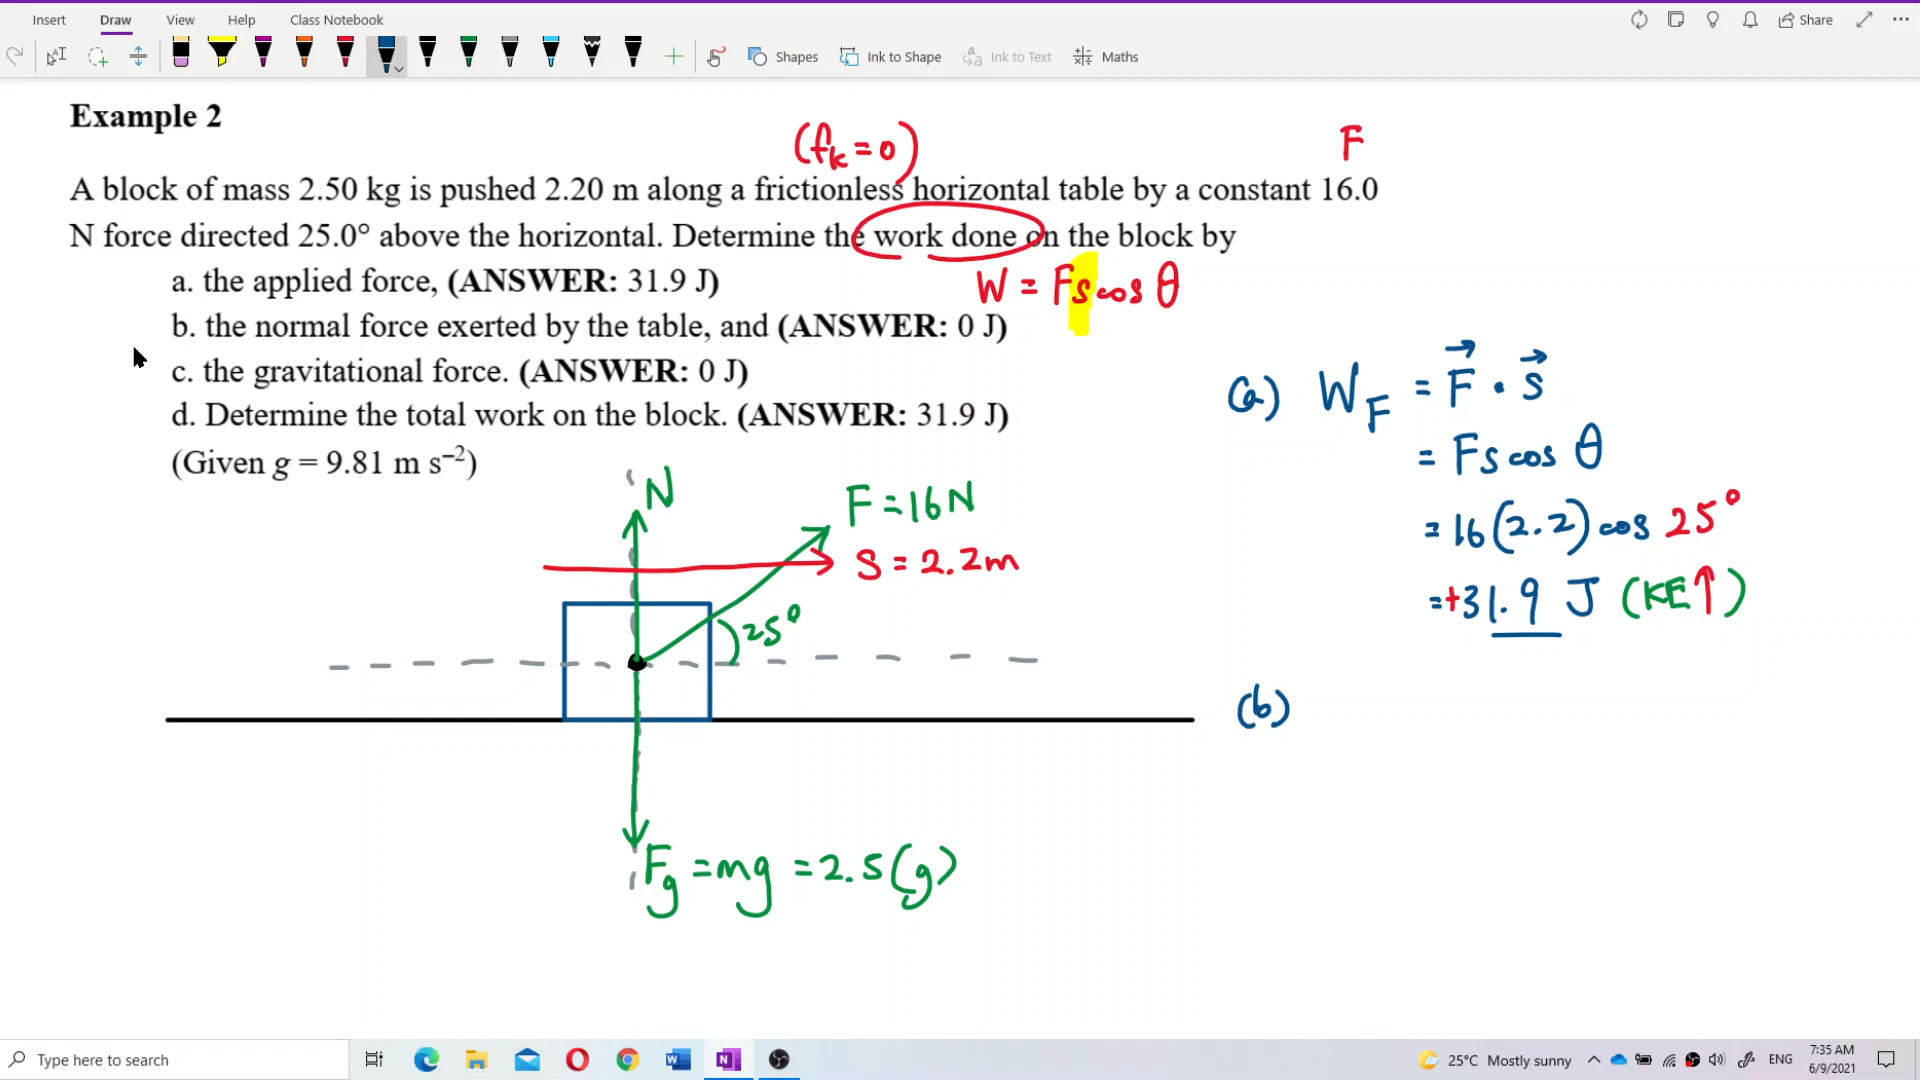 Insert Draw View Help Class Notebook Share
Shapes Ink to Shape Ink to Text Maths
Example 2
(fₖ = 0)
F
A block of mass 2.50 kg is pushed 2.20 m along a frictionless horizontal table by a constant 16.0
N force directed 25.0° above the horizontal. Determine the work done on the block by
a. the applied force, (ANSWER: 31.9 J)
W = Fs cos θ
b. the normal force exerted by the table, and (ANSWER: 0 J)
c. the gravitational force. (ANSWER: 0 J)
d. Determine the total work on the block. (ANSWER: 31.9 J)
(Given g = 9.81 m s⁻²)
N
F = 16N
S = 2.2m
25°
F_g = mg = 2.5(g)
(a) W_F = F⃗ • s⃗
= Fs cos θ
= 16(2.2) cos 25°
= +31.9 J (KE↑)
(b)
Type here to search
N
25°C Mostly sunny
ENG
7:35 AM
6/9/2021